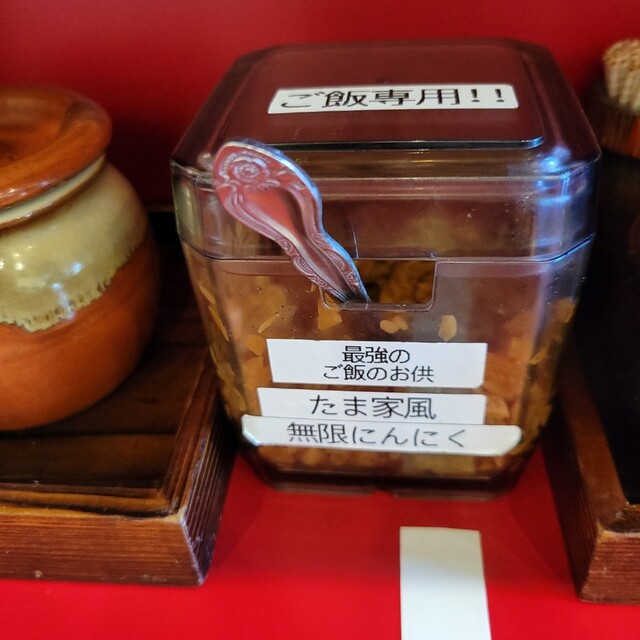 ご飯専用!!
最強の
ご飯のお供
たま家風
無限にんにく